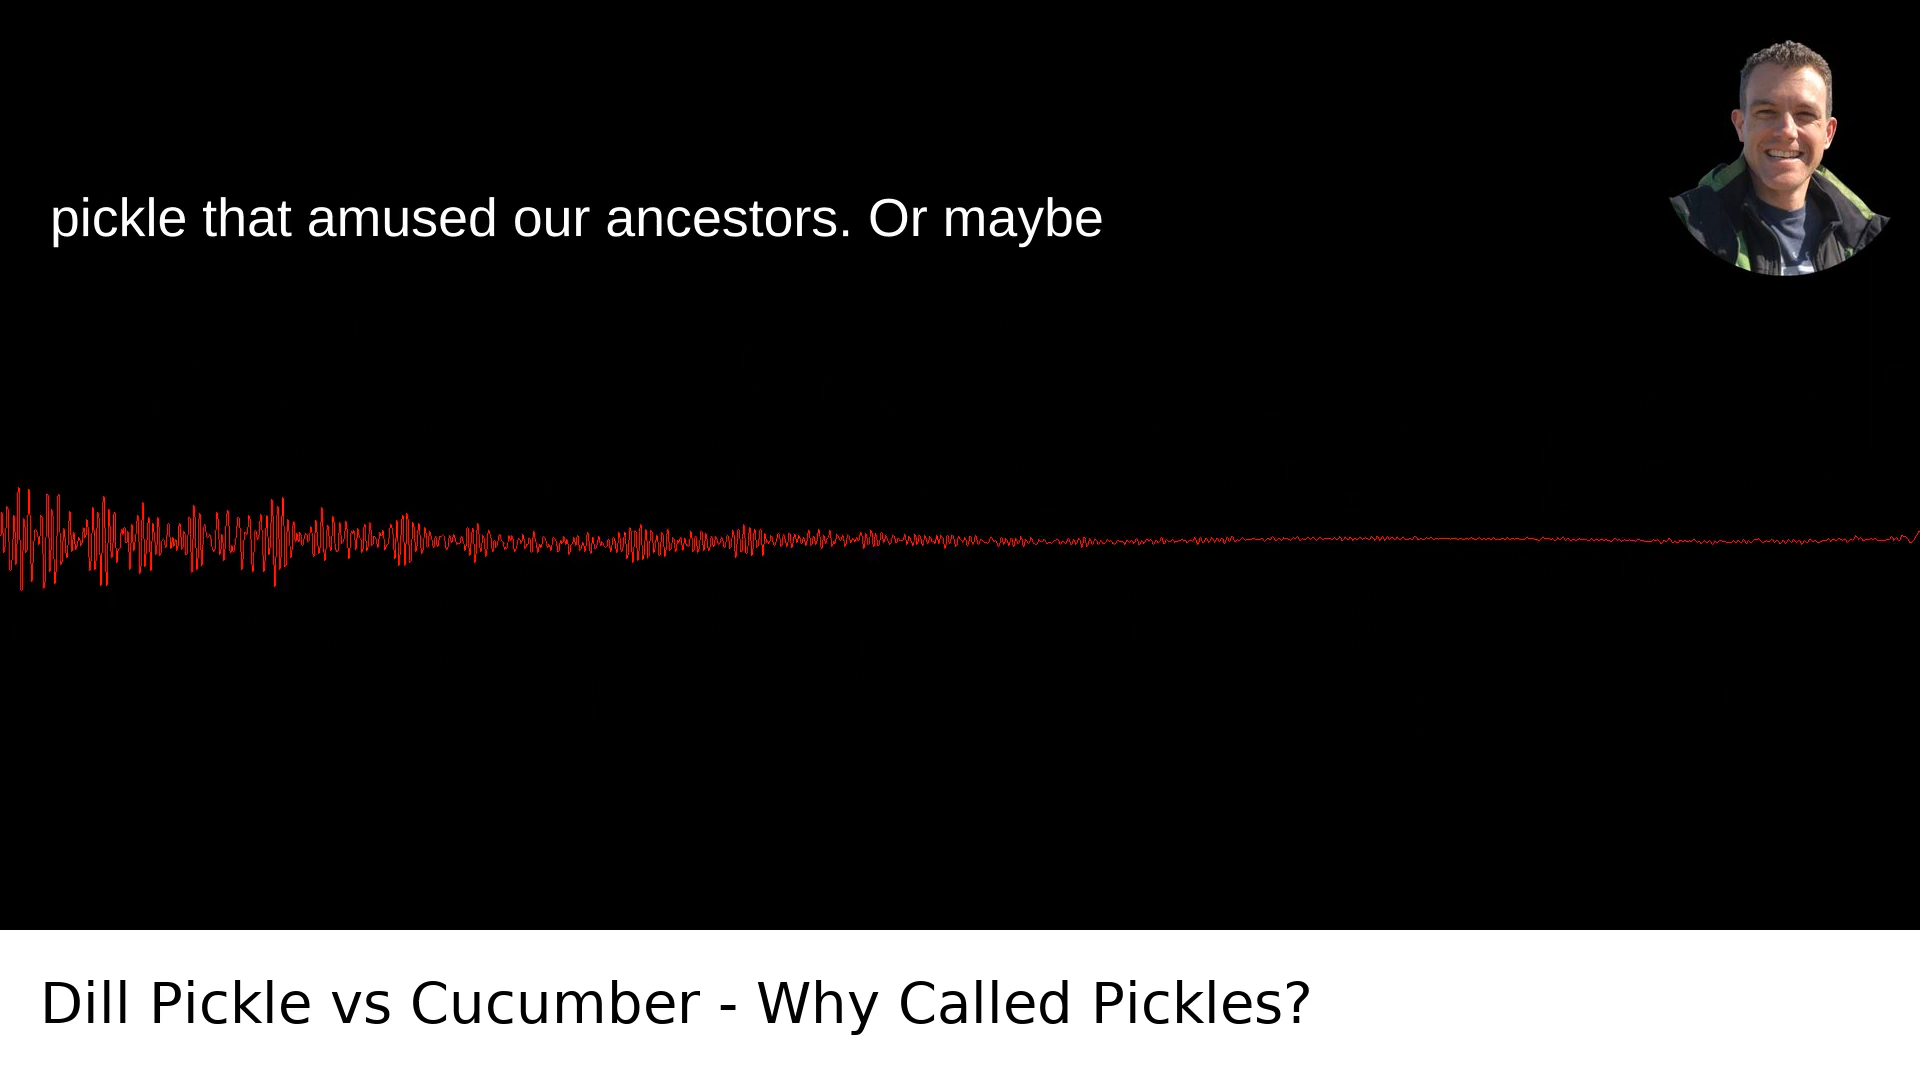 pickle that amused our ancestors. Or maybe
Dill Pickle vs Cucumber - Why Called Pickles?